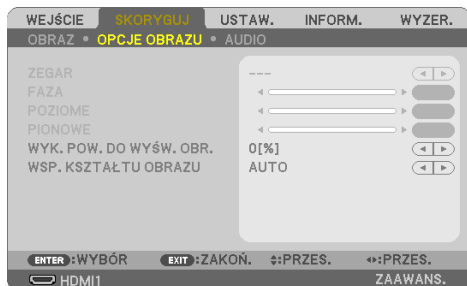 WEJŚCIE SKORYGUJ USTAW. INFORM. WYZER.
OBRAZ • OPCJE OBRAZU • AUDIO
ZEGAR ---
FAZA
POZIOME
PIONOWE
WYK. POW. DO WYŚW. OBR. 0[%]
WSP. KSZTAŁTU OBRAZU AUTO
ENTER :WYBÓR EXIT :ZAKOŃ. :PRZES. :PRZES.
HDMI1 ZAAWANS.